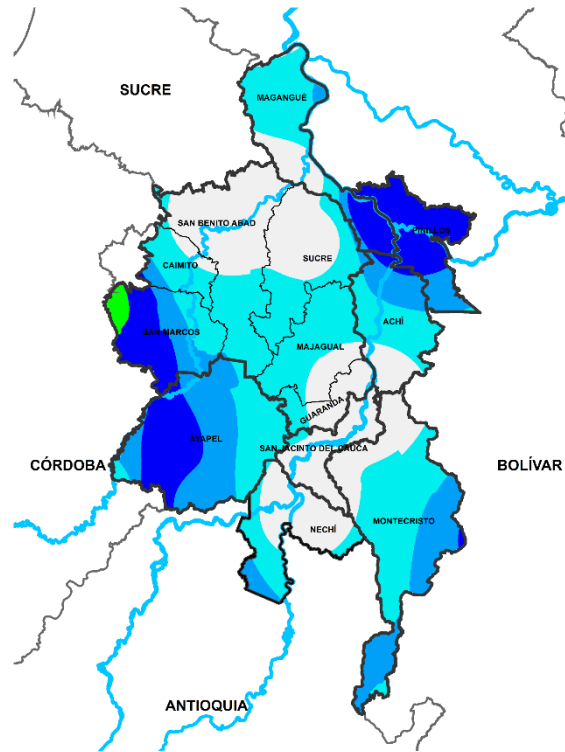 SUCRE
MAGANGUÉ
SAN BENITO ABAD
PINILLOS
SUCRE
CAIMITO
ACHÍ
SAN MARCOS
MAJAGUAL
GUARANDA
AYAPEL
SAN JACINTO DEL CAUCA
CÓRDOBA
BOLÍVAR
MONTECRISTO
NECHÍ
ANTIOQUIA